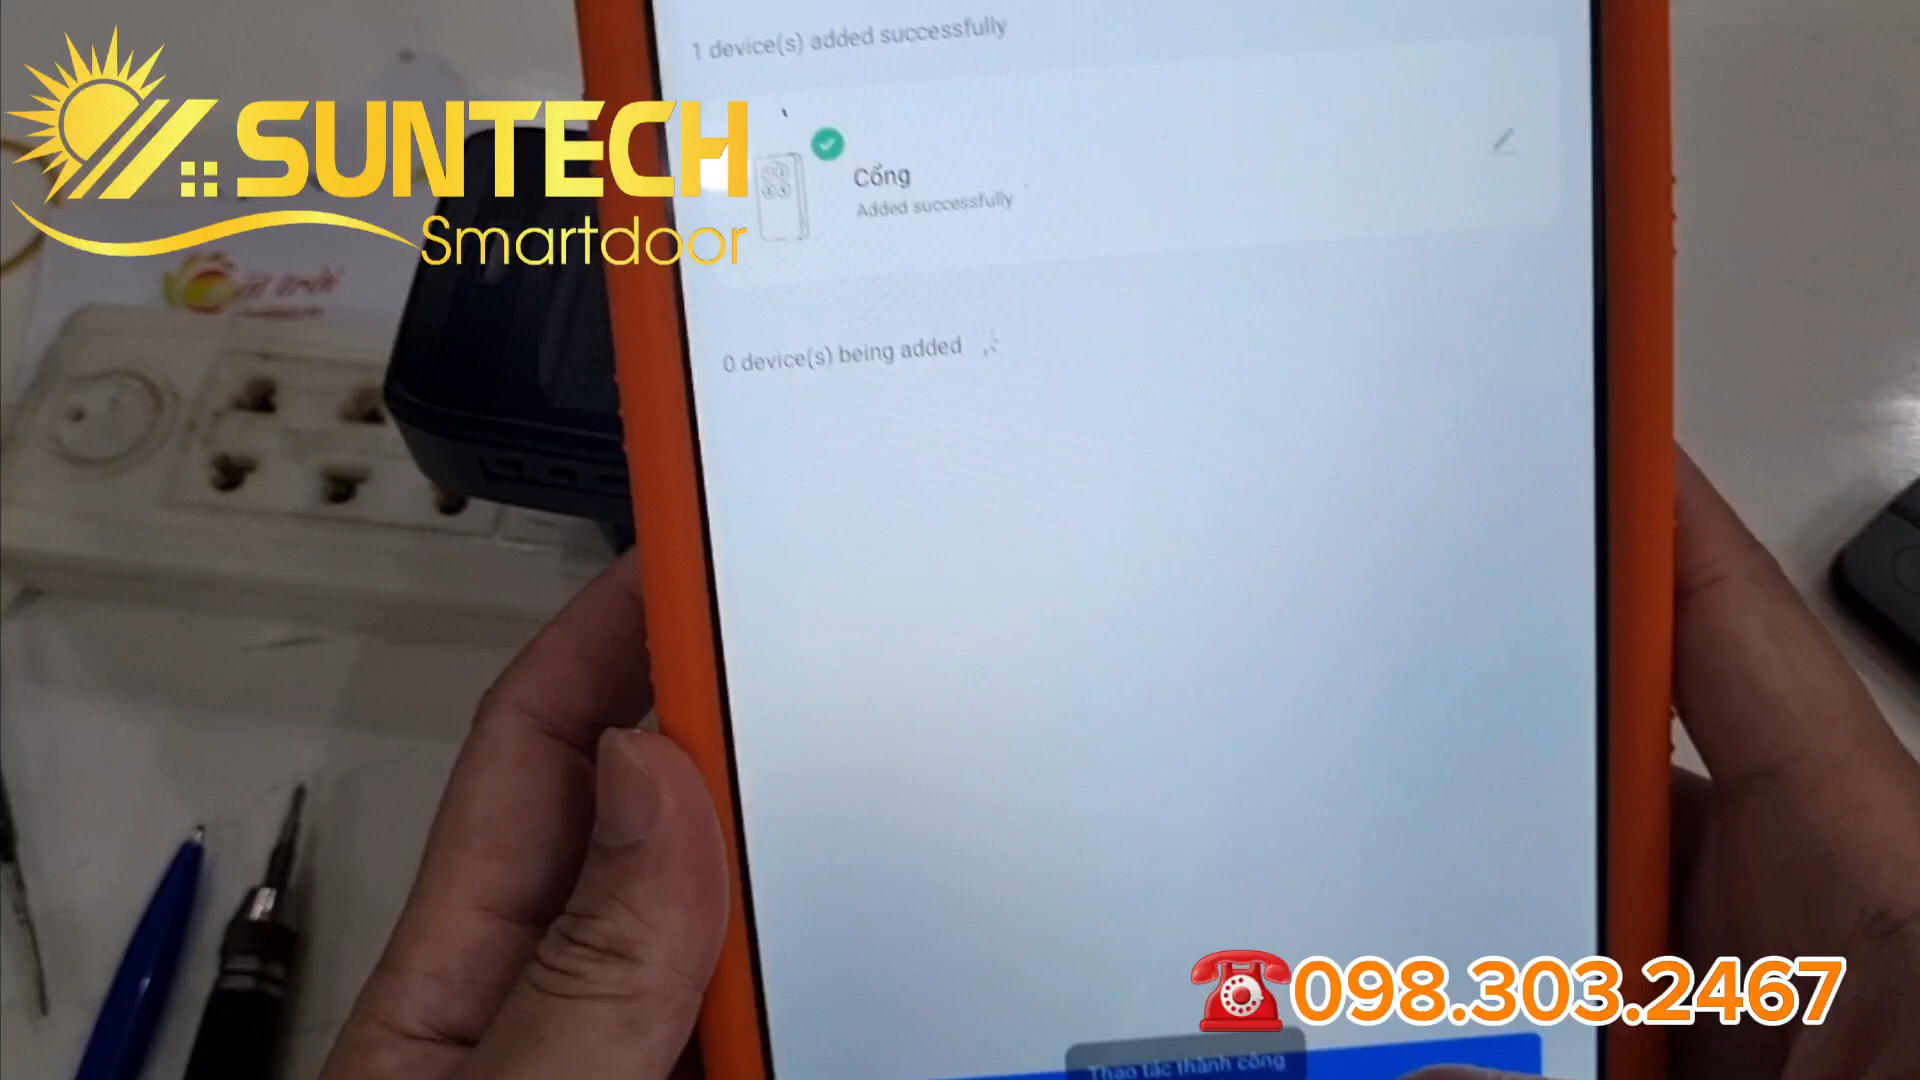 1 device(s) added successfully
SUNTECH
Smartdoor
Cổng
Added successfully
0 device(s) being added
098.303.2467
Thao tác thành công